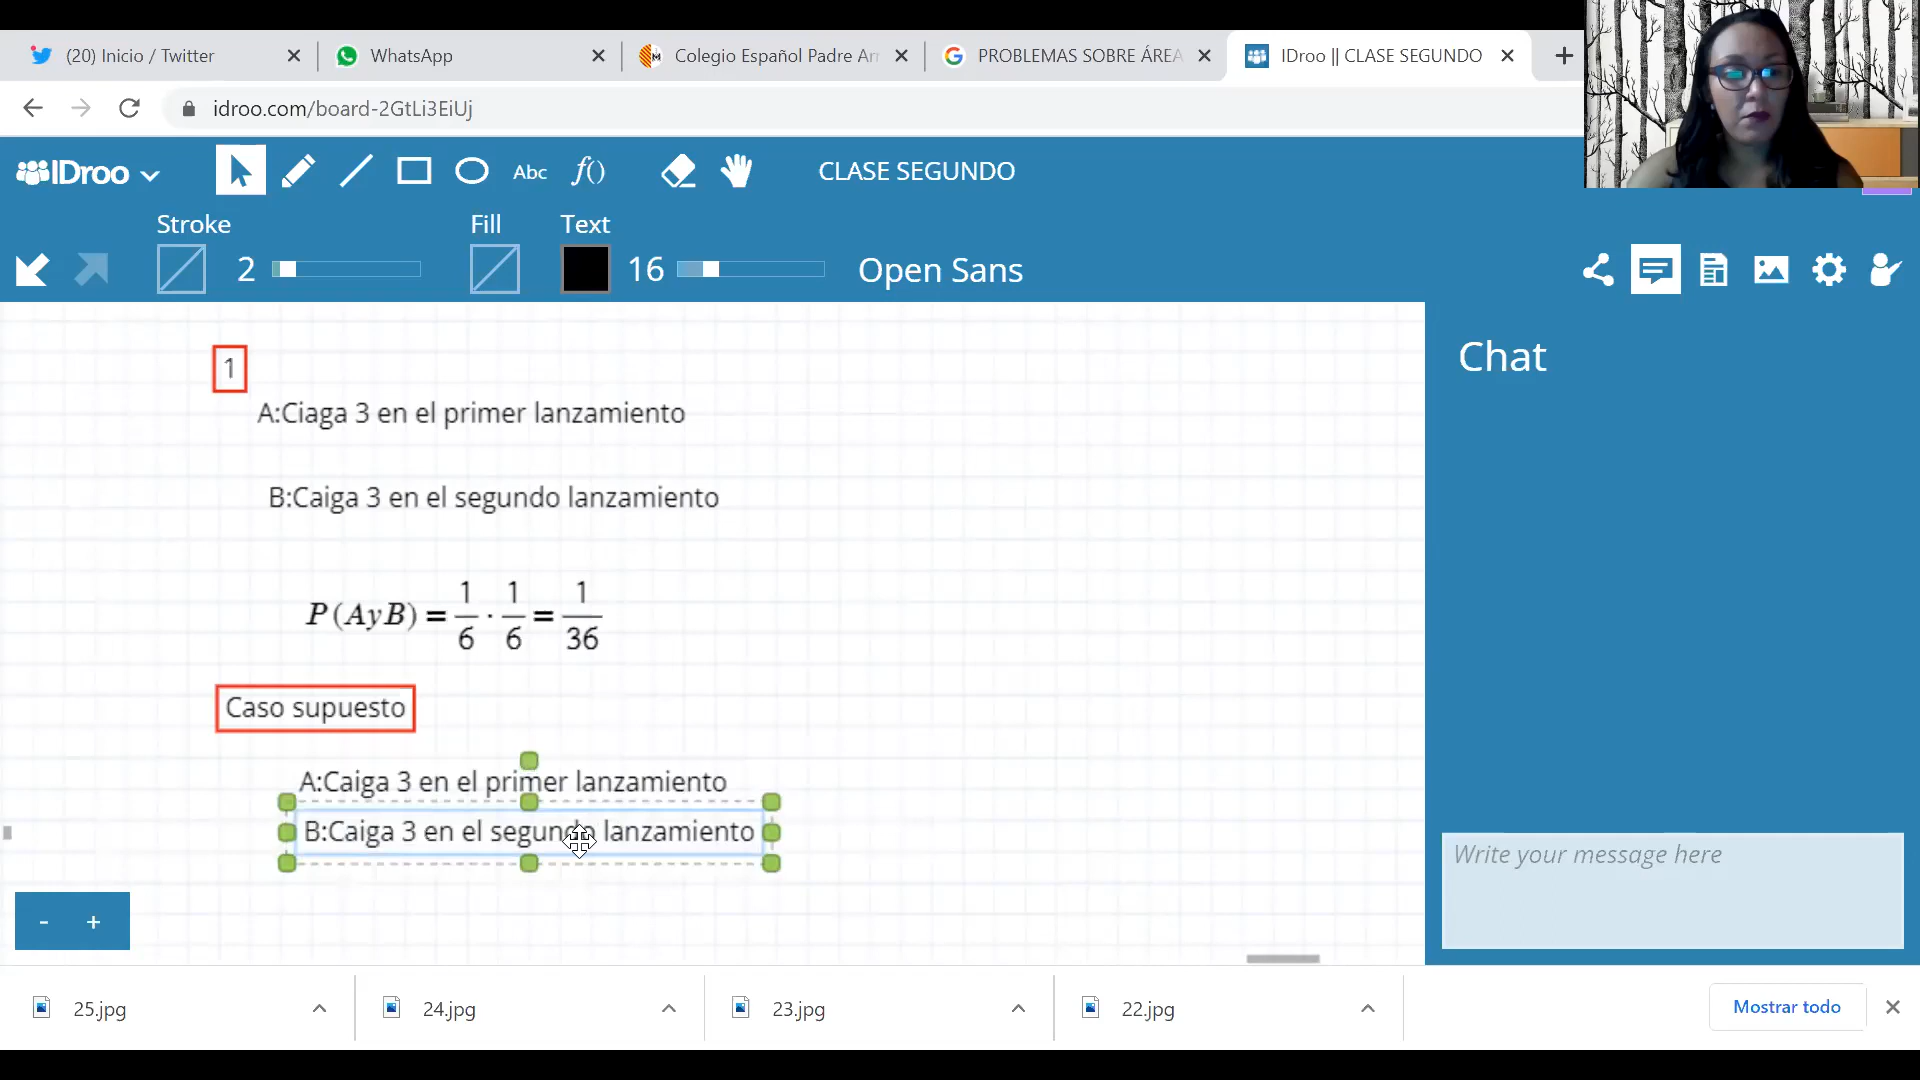 (20) Inicio / Twitter
WhatsApp
Colegio Español Padre Arr
PROBLEMAS SOBRE ÁREA
IDroo || CLASE SEGUNDO
idroo.com/board-2GtLi3EiUj
IDroo
Abc
f()
CLASE SEGUNDO
Stroke
Fill
Text
2
16
Open Sans
1
A:Ciaga 3 en el primer lanzamiento
B:Caiga 3 en el segundo lanzamiento
P(AyB) = 1/6 · 1/6 = 1/36
Caso supuesto
A:Caiga 3 en el primer lanzamiento
B:Caiga 3 en el segundo lanzamiento
Chat
Write your message here
- +
25.jpg
24.jpg
23.jpg
22.jpg
Mostrar todo